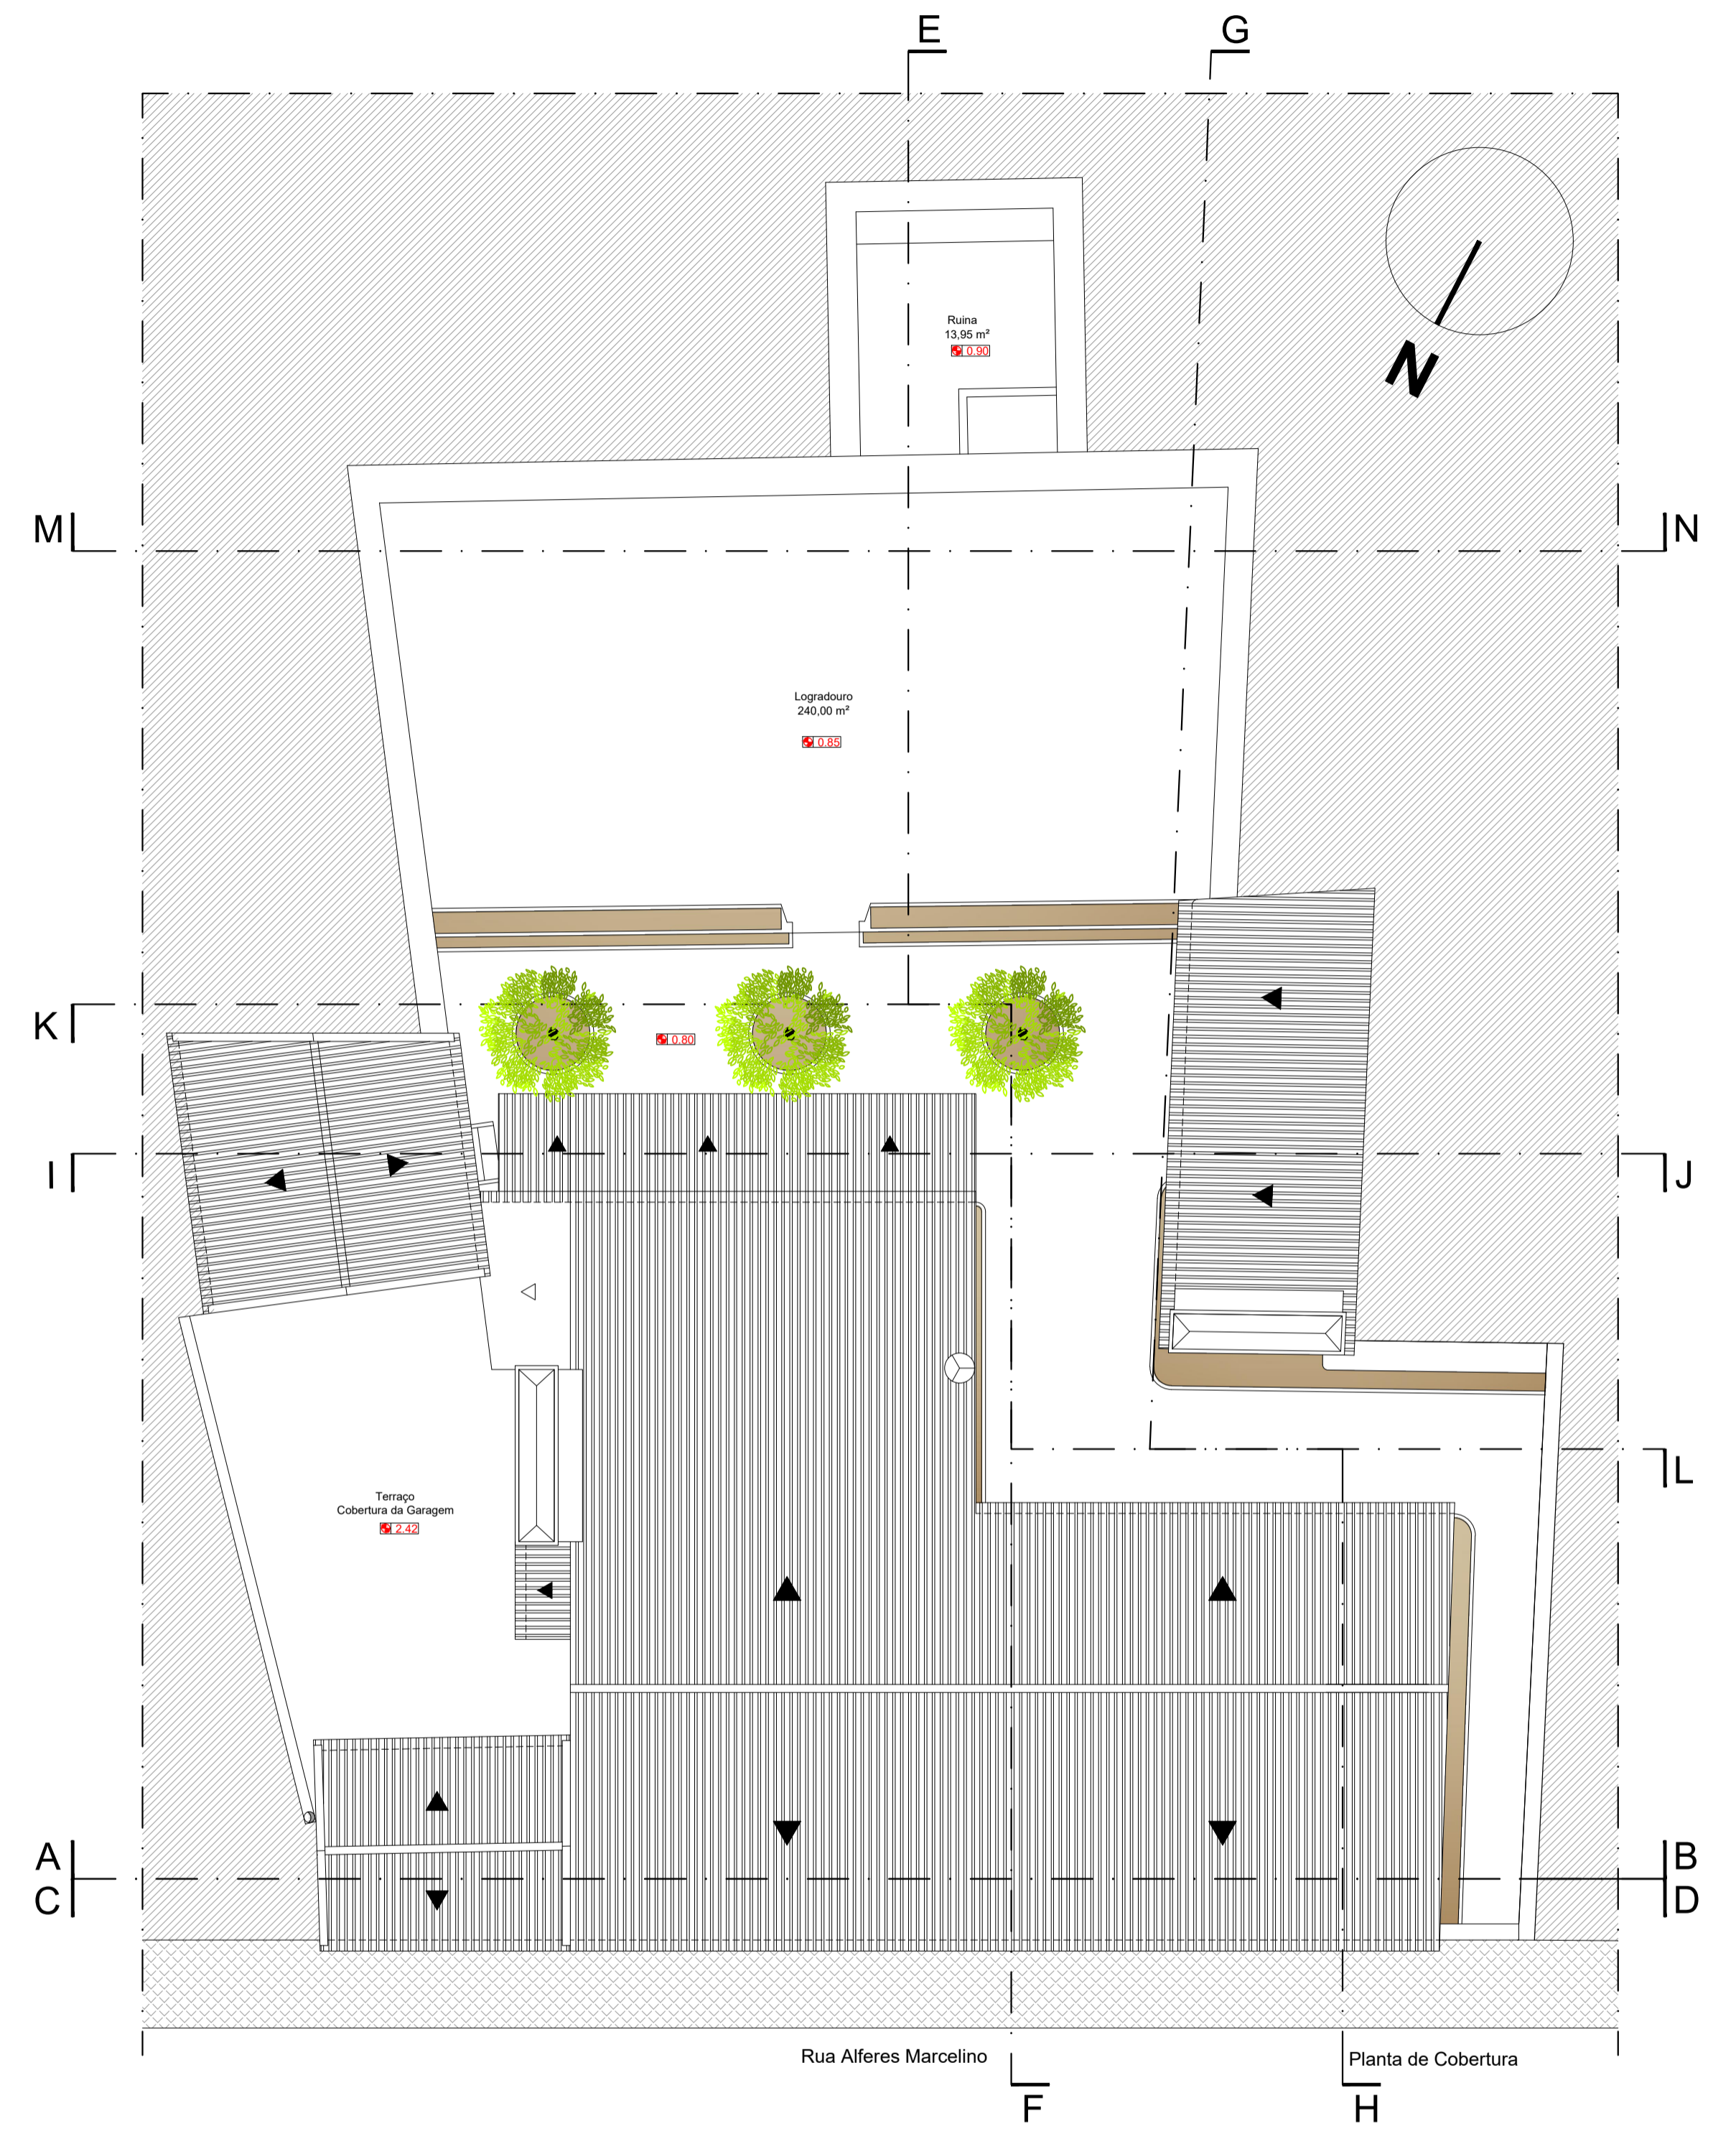 E
G
N
Ruina
13,95 m²
0.90
M
N
Logradouro
240,00 m²
0.85
K
0.80
I
J
L
Terraço
Cobertura da Garagem
2.42
A
B
C
D
Rua Alferes Marcelino
Planta de Cobertura
F
H